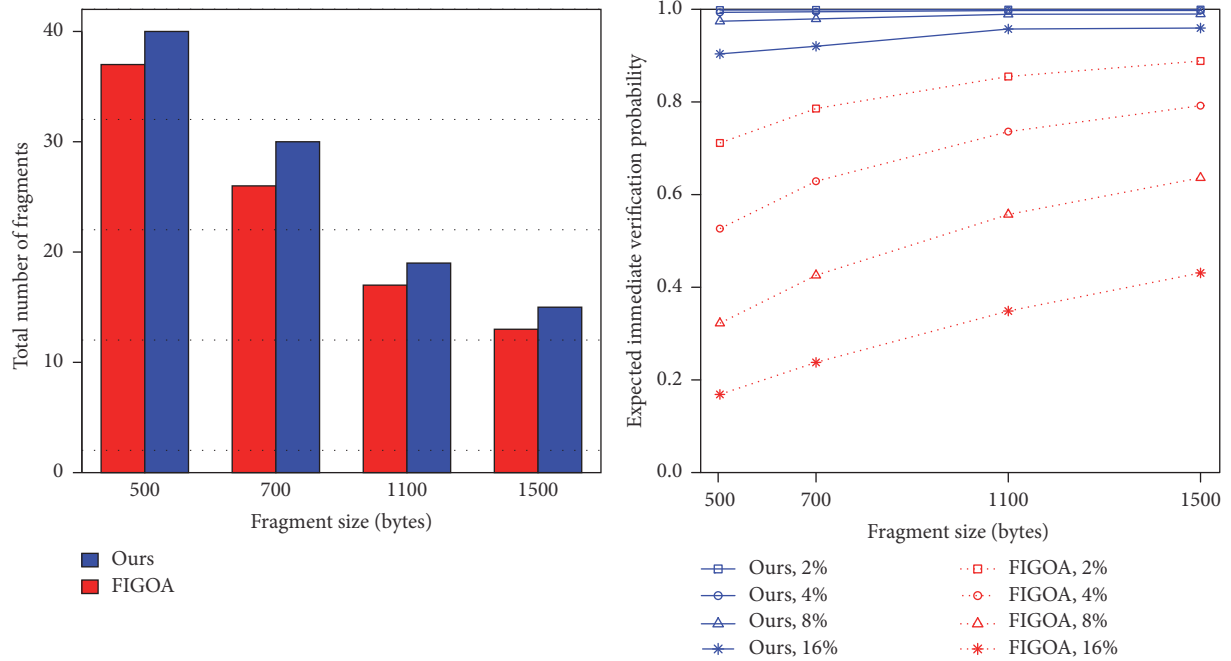 Total number of fragments
40
30
20
10
0
500 700 1100 1500
Fragment size (bytes)
Ours
FIGOA
Expected immediate verification probability
1.0
0.8
0.6
0.4
0.2
0.0
500 700 1100 1500
Fragment size (bytes)
Ours, 2%
Ours, 4%
Ours, 8%
Ours, 16%
FIGOA, 2%
FIGOA, 4%
FIGOA, 8%
FIGOA, 16%